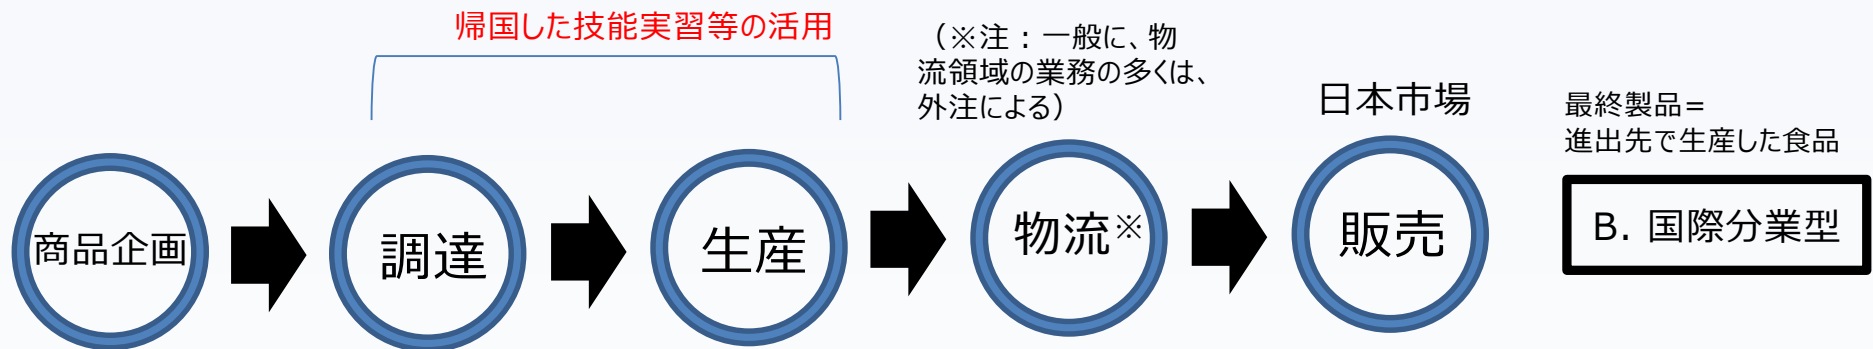 帰国した技能実習等の活用
（※注：一般に、物
流領域の業務の多くは、
外注による）
日本市場
最終製品＝
進出先で生産した食品
商品企画
調達
生産
物流※
販売
B. 国際分業型